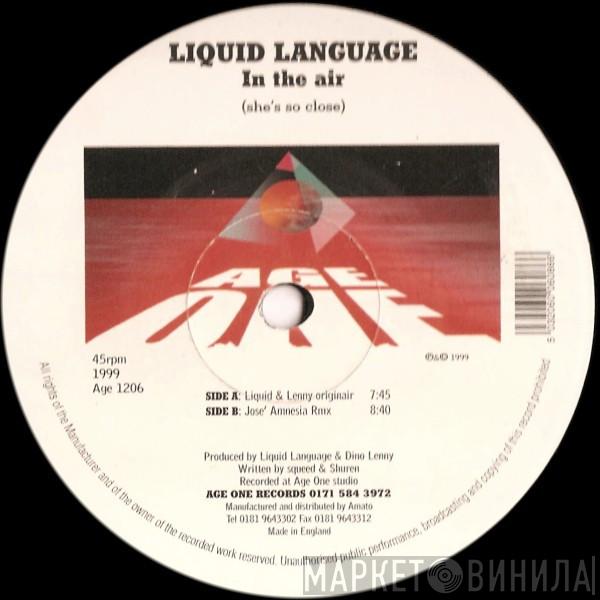 LIQUID LANGUAGE
In the air
(she's so close)
AGE
ONE
45rpm
1999
Age 1206
℗&© 1999
SIDE A: Liquid & Lenny originair 7:45
SIDE B: Jose' Amnesia Rmx 8:40
Produced by Liquid Language & Dino Lenny
Written by squeed & Shuren
Recorded at Age One studio
AGE ONE RECORDS 0171 584 3972
Manufactured and distributed by Amato
Tel 0181 9643302 Fax 0181 9643312
Made in England
All rights of the Manufacturer and of the owner of the recorded work reserved. Unauthorised public performance, broadcasting and copying of this record prohibited
МАРКЕТ ВИНИЛА